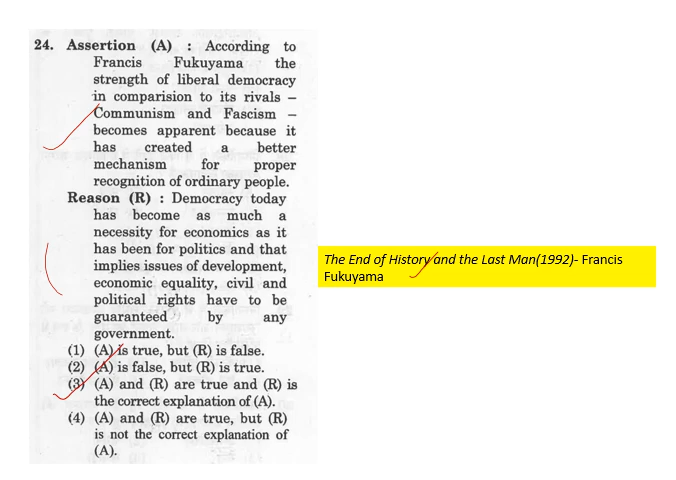 24. Assertion (A) : According to
Francis Fukuyama the
strength of liberal democracy
in comparision to its rivals –
Communism and Fascism –
becomes apparent because it
has created a better
mechanism for proper
recognition of ordinary people.
Reason (R) : Democracy today
has become as much a
necessity for economics as it
has been for politics and that
implies issues of development,
economic equality, civil and
political rights have to be
guaranteed by any
government.
(1) (A) is true, but (R) is false.
(2) (A) is false, but (R) is true.
(3) (A) and (R) are true and (R) is
the correct explanation of (A).
(4) (A) and (R) are true, but (R)
is not the correct explanation of
(A).
The End of History and the Last Man(1992)- Francis
Fukuyama